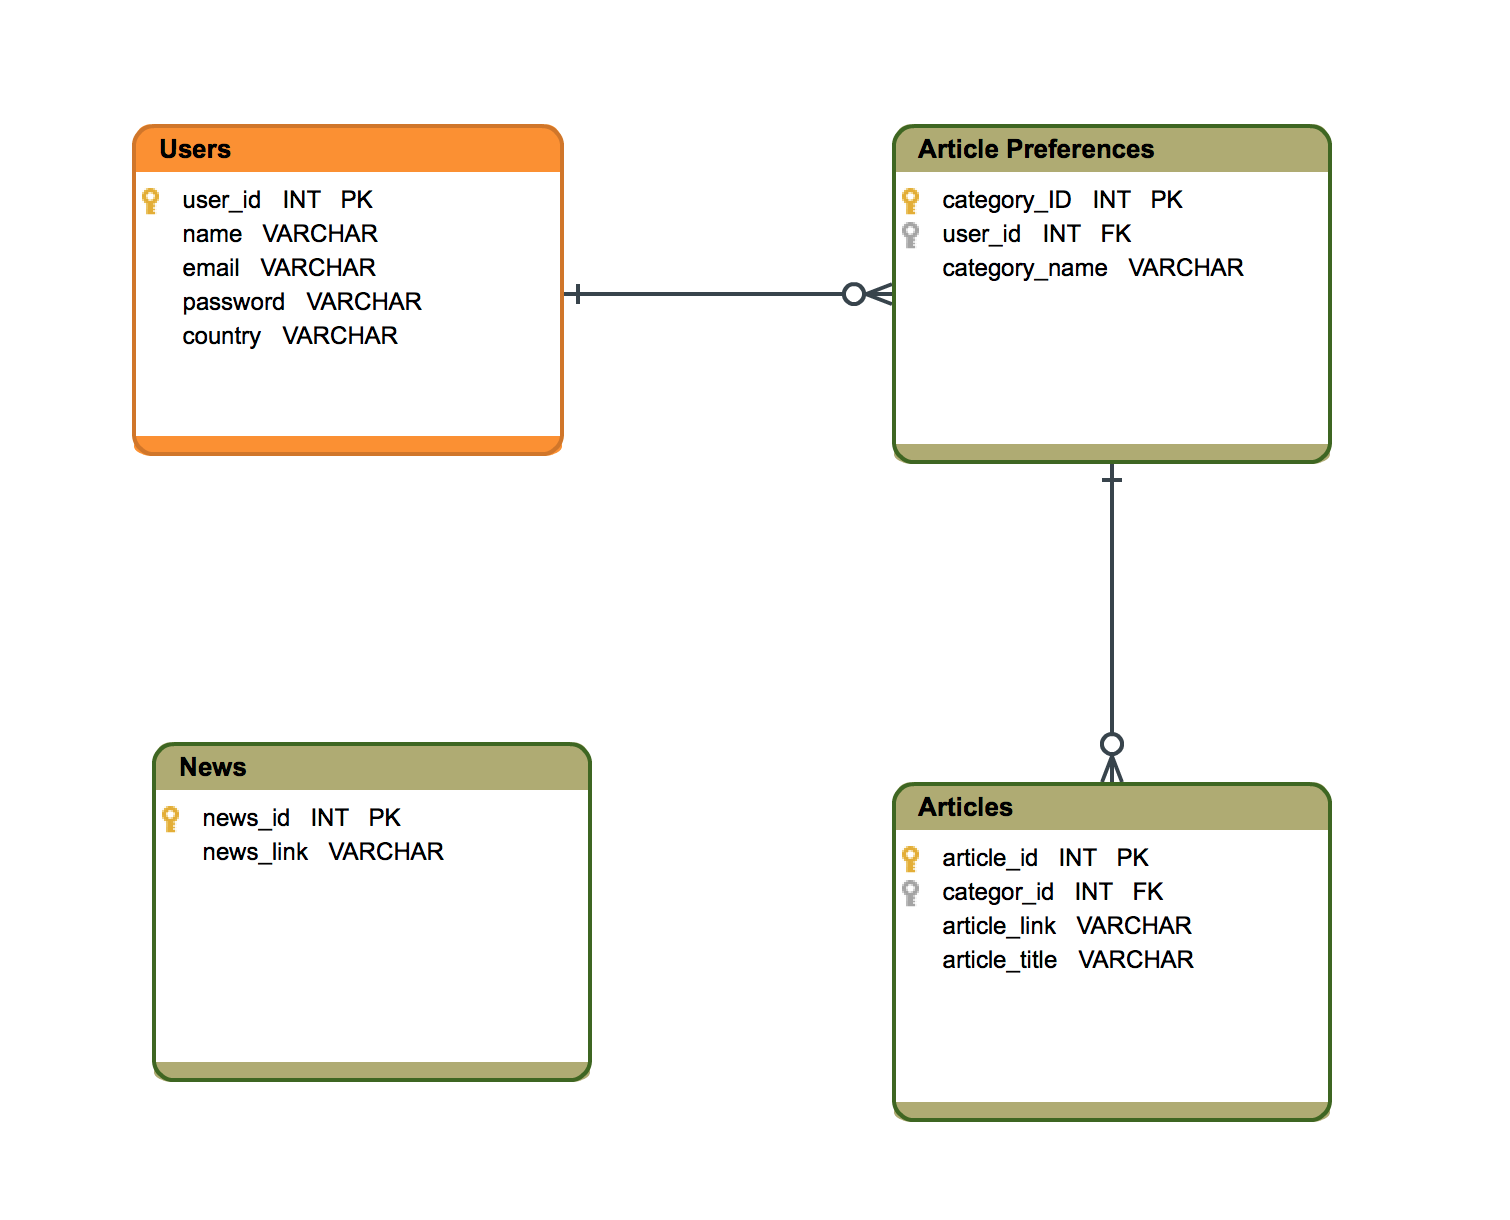 Users
user_id INT PK
name VARCHAR
email VARCHAR
password VARCHAR
country VARCHAR
Article Preferences
category_ID INT PK
user_id INT FK
category_name VARCHAR
News
news_id INT PK
news_link VARCHAR
Articles
article_id INT PK
categor_id INT FK
article_link VARCHAR
article_title VARCHAR